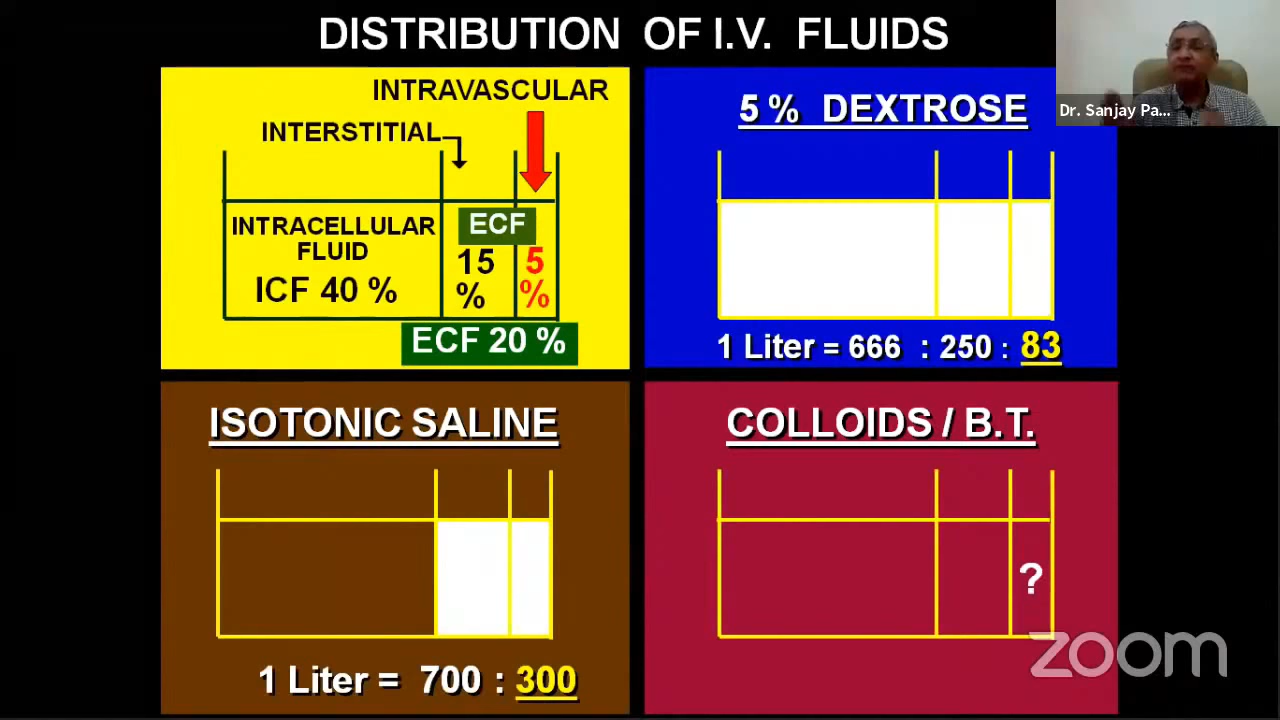 DISTRIBUTION OF I.V. FLUIDS
INTRAVASCULAR
INTERSTITIAL
INTRACELLULAR
FLUID
ICF 40 %
ECF
15
%
5
%
ECF 20 %
5 % DEXTROSE
1 Liter = 666 : 250 : 83
Dr. Sanjay Pa...
ISOTONIC SALINE
1 Liter = 700 : 300
COLLOIDS / B.T.
?
zoom